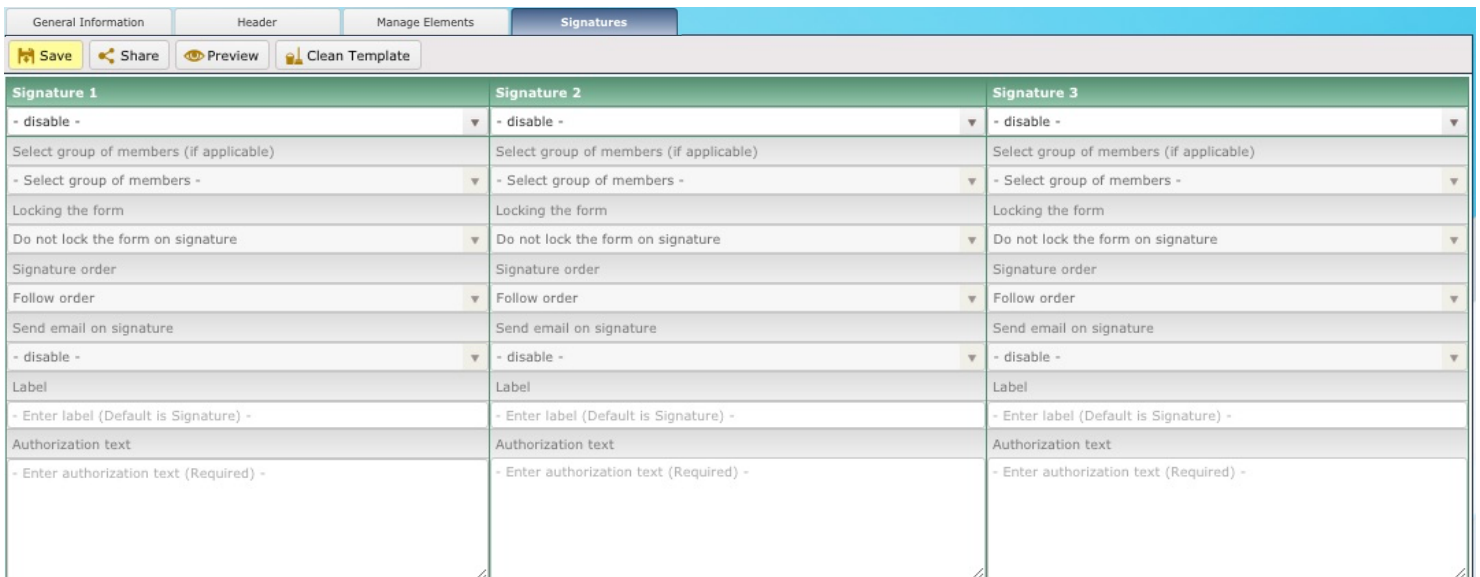 General Information Header Manage Elements Signatures
Save Share Preview Clean Template
Signature 1 Signature 2 Signature 3
- disable - - disable - - disable -
Select group of members (if applicable) Select group of members (if applicable) Select group of members (if applicable)
- Select group of members - - Select group of members - - Select group of members -
Locking the form Locking the form Locking the form
Do not lock the form on signature Do not lock the form on signature Do not lock the form on signature
Signature order Signature order Signature order
Follow order Follow order Follow order
Send email on signature Send email on signature Send email on signature
- disable - - disable - - disable -
Label Label Label
- Enter label (Default is Signature) - - Enter label (Default is Signature) - - Enter label (Default is Signature) -
Authorization text Authorization text Authorization text
- Enter authorization text (Required) - - Enter authorization text (Required) - - Enter authorization text (Required) -